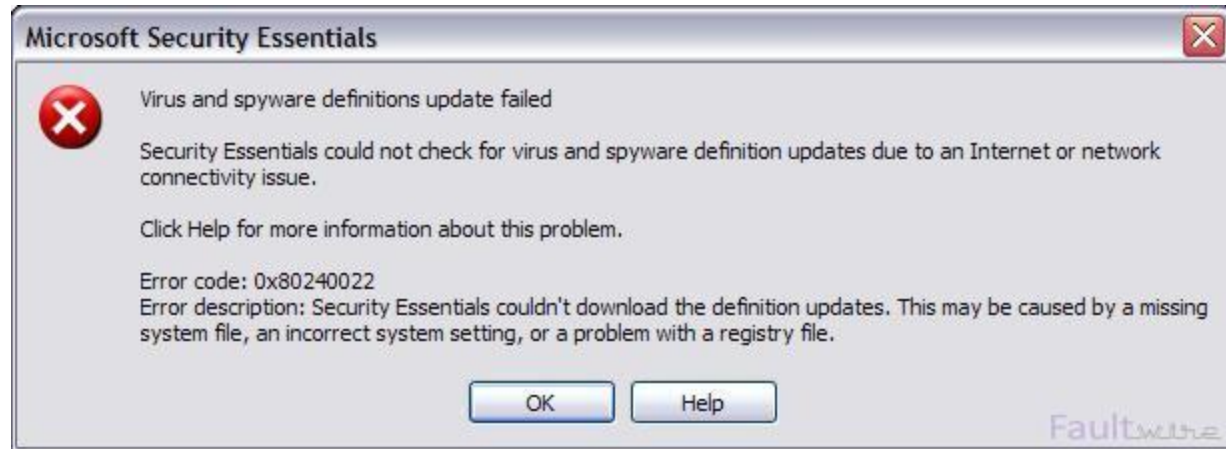 Microsoft Security Essentials
Virus and spyware definitions update failed
Security Essentials could not check for virus and spyware definition updates due to an Internet or network
connectivity issue.
Click Help for more information about this problem.
Error code: 0x80240022
Error description: Security Essentials couldn't download the definition updates. This may be caused by a missing
system file, an incorrect system setting, or a problem with a registry file.
OK
Help
Faultwire